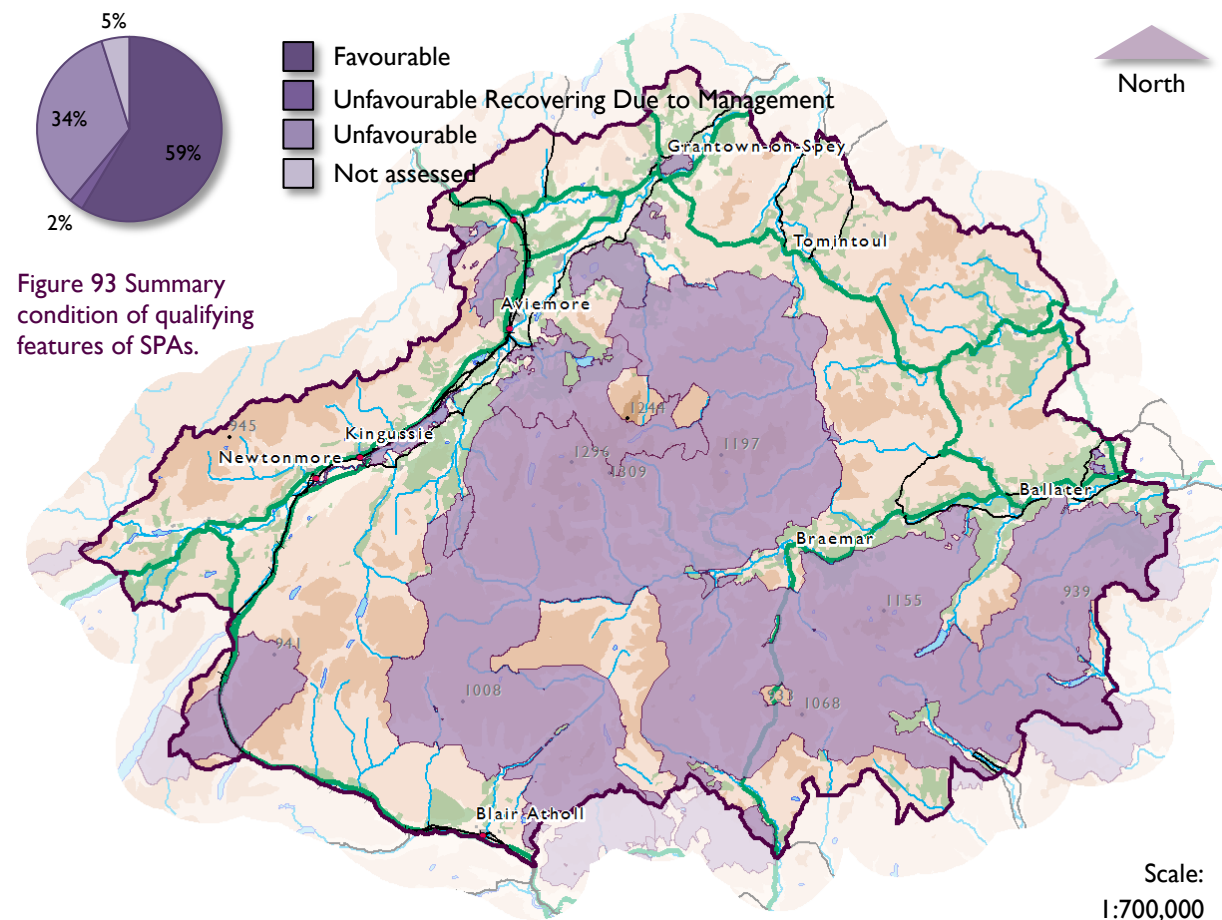 5%
34%
59%
2%
Favourable
Unfavourable Recovering Due to Management
Unfavourable
Not assessed
Figure 93 Summary
condition of qualifying
features of SPAs.
North
Grantown-on-Spey
Tomintoul
Aviemore
1244
945
Kingussie
1197
Newtonmore
1296
1309
Ballater
Braemar
1155
939
941
1008
933
1068
Blair Atholl
Scale:
1:700,000